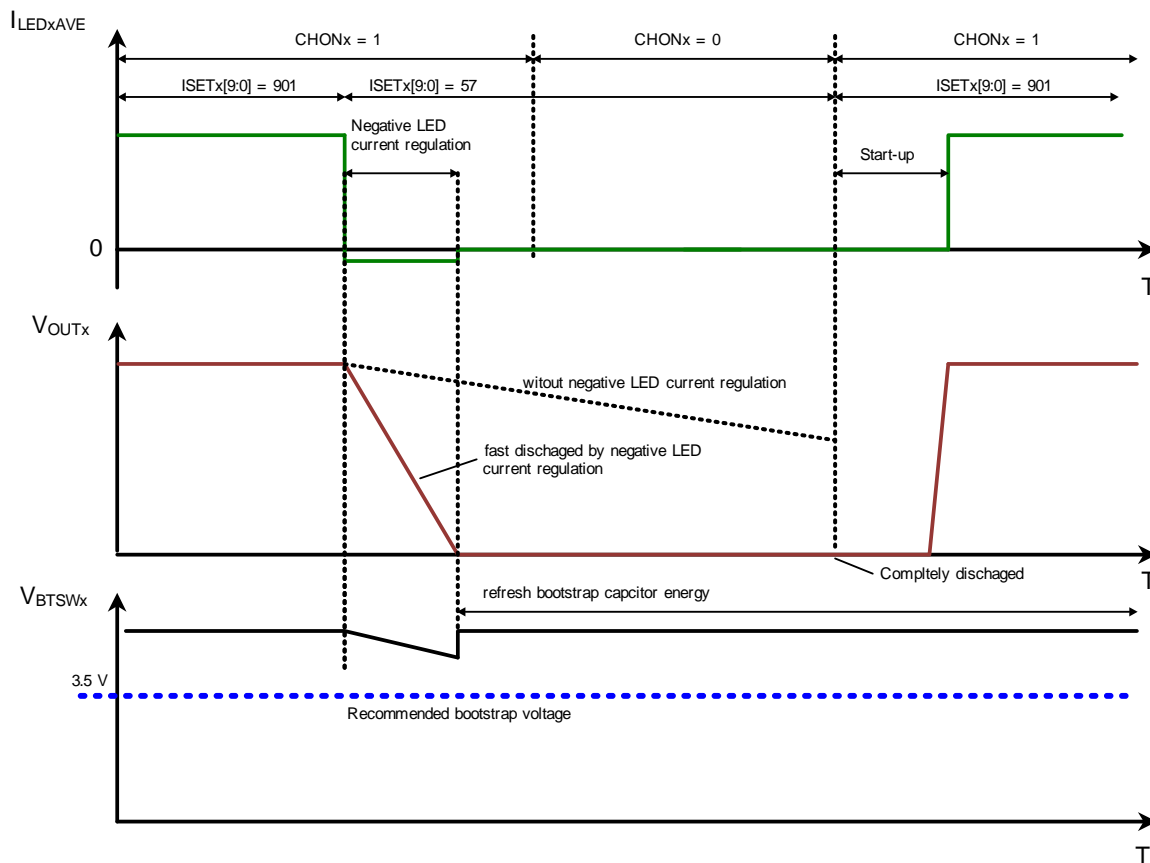 ILEDxAVE
CHONx = 1
CHONx = 0
CHONx = 1
ISETx[9:0] = 901
ISETx[9:0] = 57
ISETx[9:0] = 901
Negative LED
current regulation
Start-up
0
T
VOUTx
witout negative LED current regulation
fast dischaged by negative LED
current regulation
Compltely dischaged
T
VBTSWx
refresh bootstrap capcitor energy
3.5 V
Recommended bootstrap voltage
T